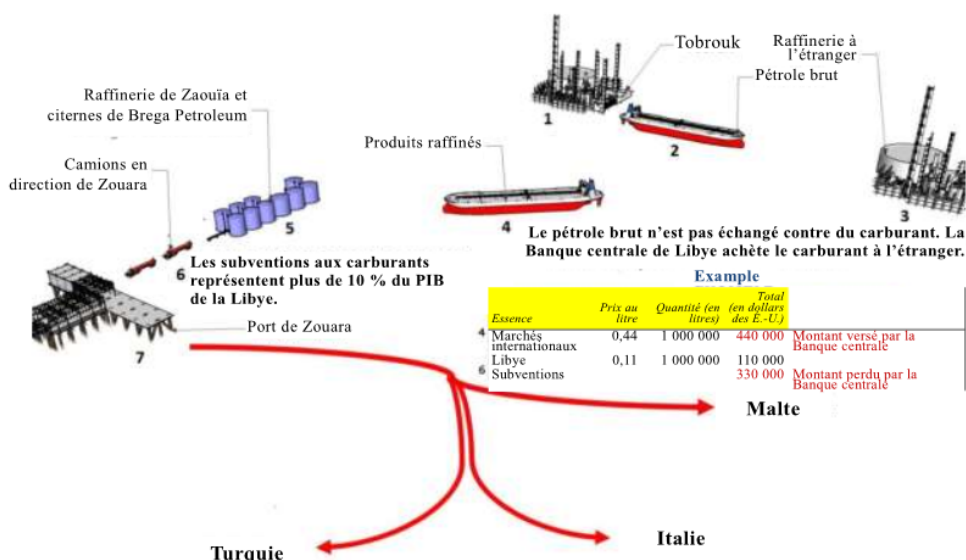 Tobrouk
Raffinerie à
l’étranger
Pétrole brut
1
2
3
Raffinerie de Zaouïa et
citernes de Brega Petroleum
Produits raffinés
Camions en
direction de Zouara
4
5
Le pétrole brut n’est pas échangé contre du carburant. La
Banque centrale de Libye achète le carburant à l’étranger.
6
Les subventions aux carburants
représentent plus de 10 % du PIB
de la Libye.
Port de Zouara
7
Example
Essence Prix au litre Quantité (en litres) Total (en dollars des É.-U.)
4 Marchés internationaux 0,44 1 000 000 440 000 Montant versé par la Banque centrale
Libye 0,11 1 000 000 110 000
6 Subventions 330 000 Montant perdu par la Banque centrale
Malte
Italie
Turquie